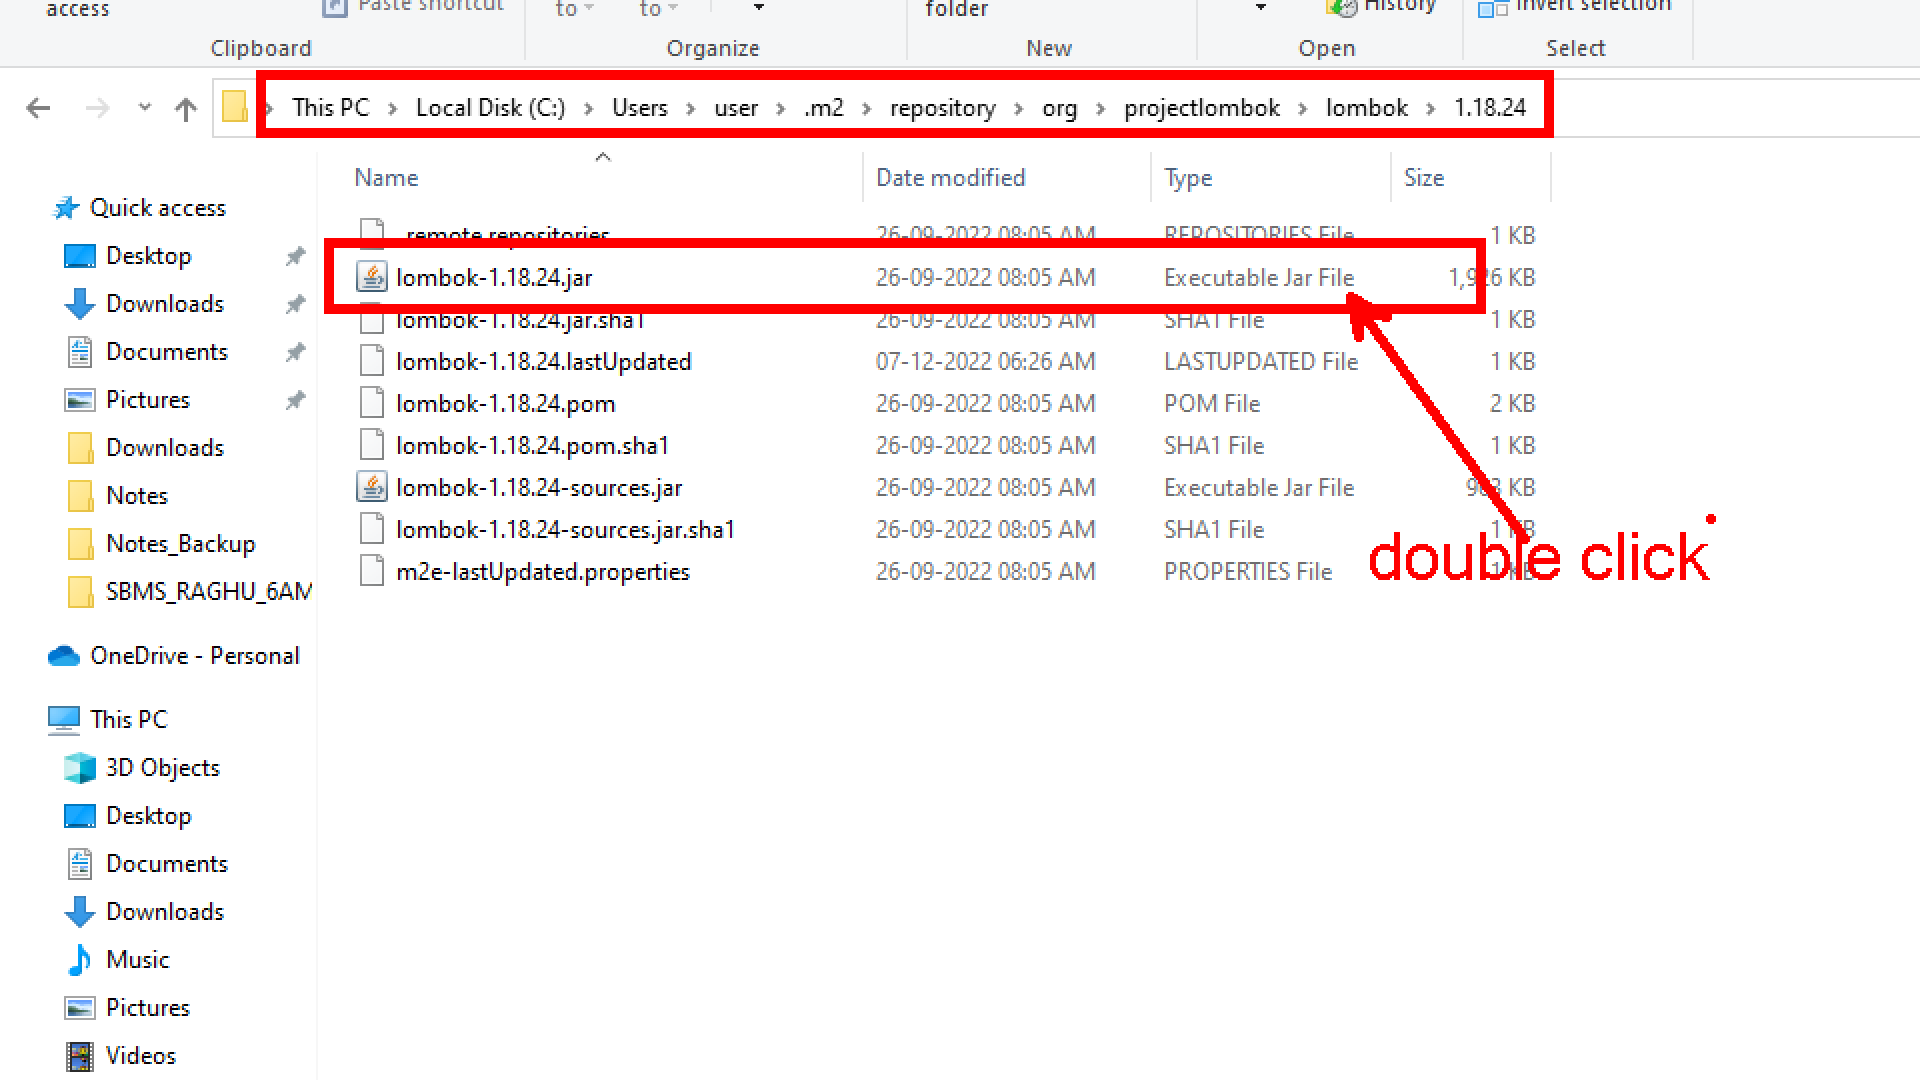 access
Paste shortcut
to
to
folder
History
Invert selection
Clipboard
Organize
New
Open
Select
This PC > Local Disk (C:) > Users > user > .m2 > repository > org > projectlombok > lombok > 1.18.24
Name Date modified Type Size
_remote.repositories 26-09-2022 08:05 AM REPOSITORIES File 1 KB
lombok-1.18.24.jar 26-09-2022 08:05 AM Executable Jar File KB
lombok-1.18.24.jar.sha1 26-09-2022 08:05 AM SHA1 File 1 KB
lombok-1.18.24.lastUpdated 07-12-2022 06:26 AM LASTUPDATED File 1 KB
lombok-1.18.24.pom 26-09-2022 08:05 AM POM File 2 KB
lombok-1.18.24.pom.sha1 26-09-2022 08:05 AM SHA1 File 1 KB
lombok-1.18.24-sources.jar 26-09-2022 08:05 AM Executable Jar File KB
lombok-1.18.24-sources.jar.sha1 26-09-2022 08:05 AM SHA1 File 1 KB
m2e-lastUpdated.properties 26-09-2022 08:05 AM PROPERTIES File 1 KB
double click
Quick access
Desktop
Downloads
Documents
Pictures
Downloads
Notes
Notes_Backup
SBMS_RAGHU_6AM
OneDrive - Personal
This PC
3D Objects
Desktop
Documents
Downloads
Music
Pictures
Videos